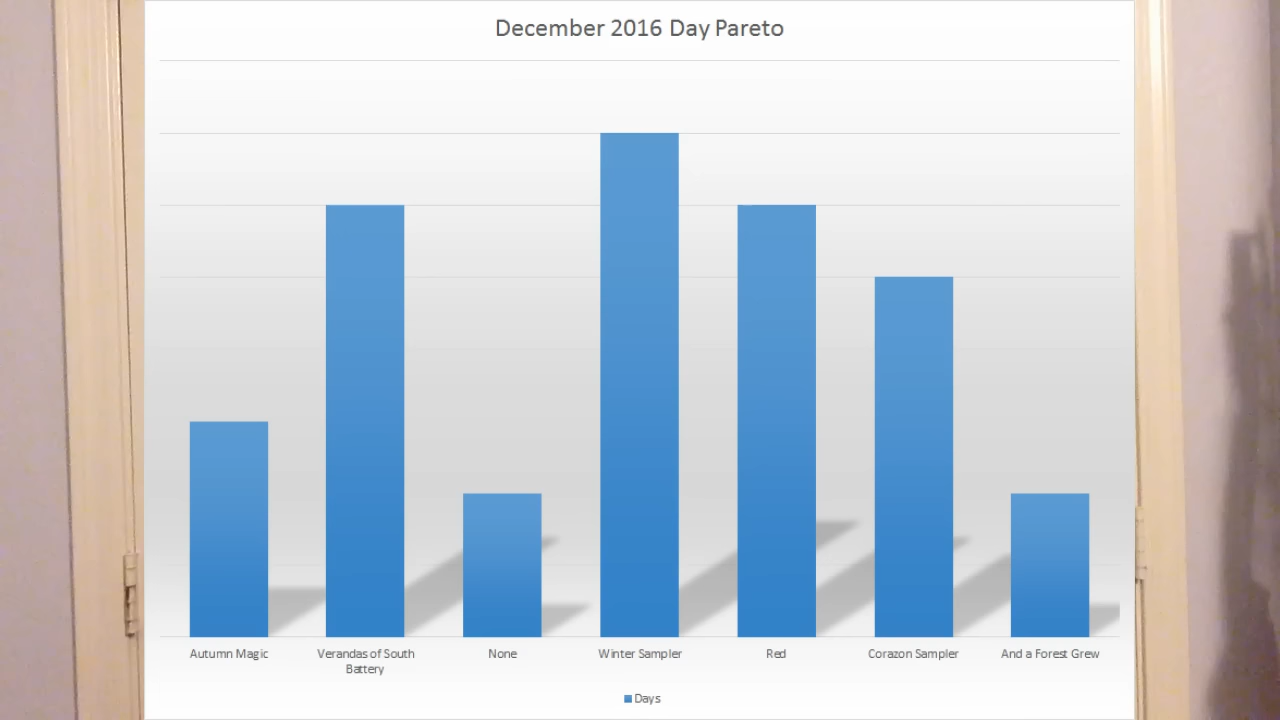 December 2016 Day Pareto
Autumn Magic
Verandas of South
Battery
None
Winter Sampler
Red
Corazon Sampler
And a Forest Grew
Days